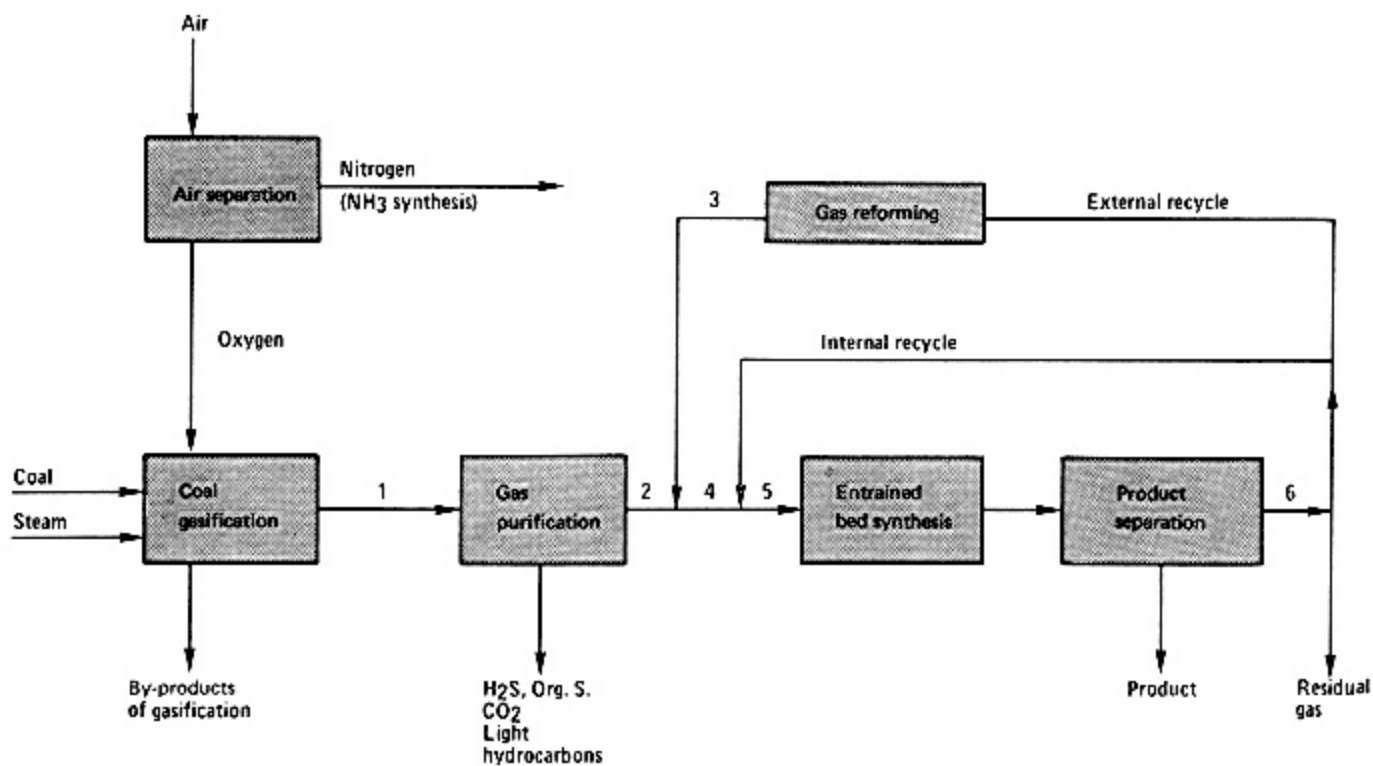 Air
Air separation
Nitrogen
(NH3 synthesis)
3
Gas reforming
External recycle
Oxygen
Internal recycle
Coal
Steam
Coal
gasification
1
Gas
purification
2
4
5
Entrained
bed synthesis
Product
separation
6
By-products
of gasification
H2S, Org. S.
CO2
Light
hydrocarbons
Product
Residual
gas